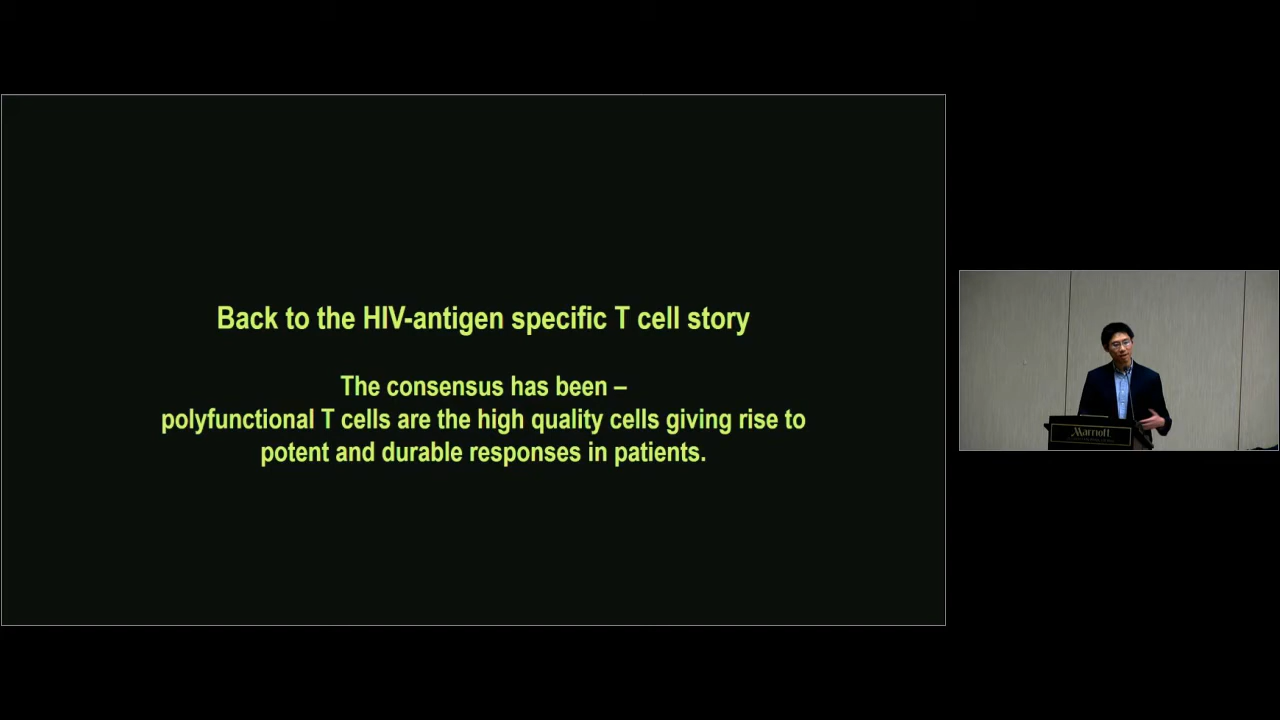 Back to the HIV-antigen specific T cell story
The consensus has been –
polyfunctional T cells are the high quality cells giving rise to
potent and durable responses in patients.
Marriott